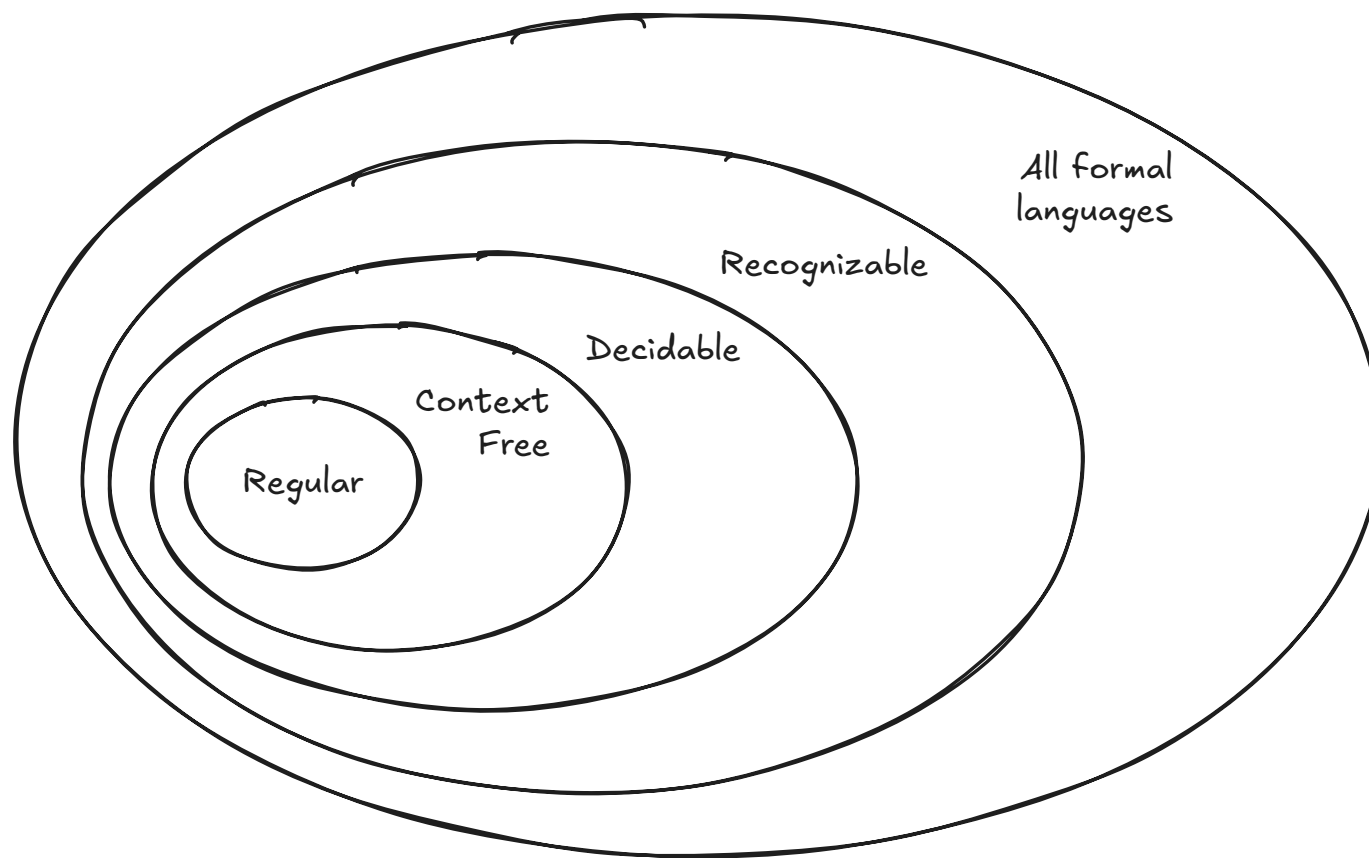 All formal
languages
Recognizable
Decidable
Context
Free
Regular